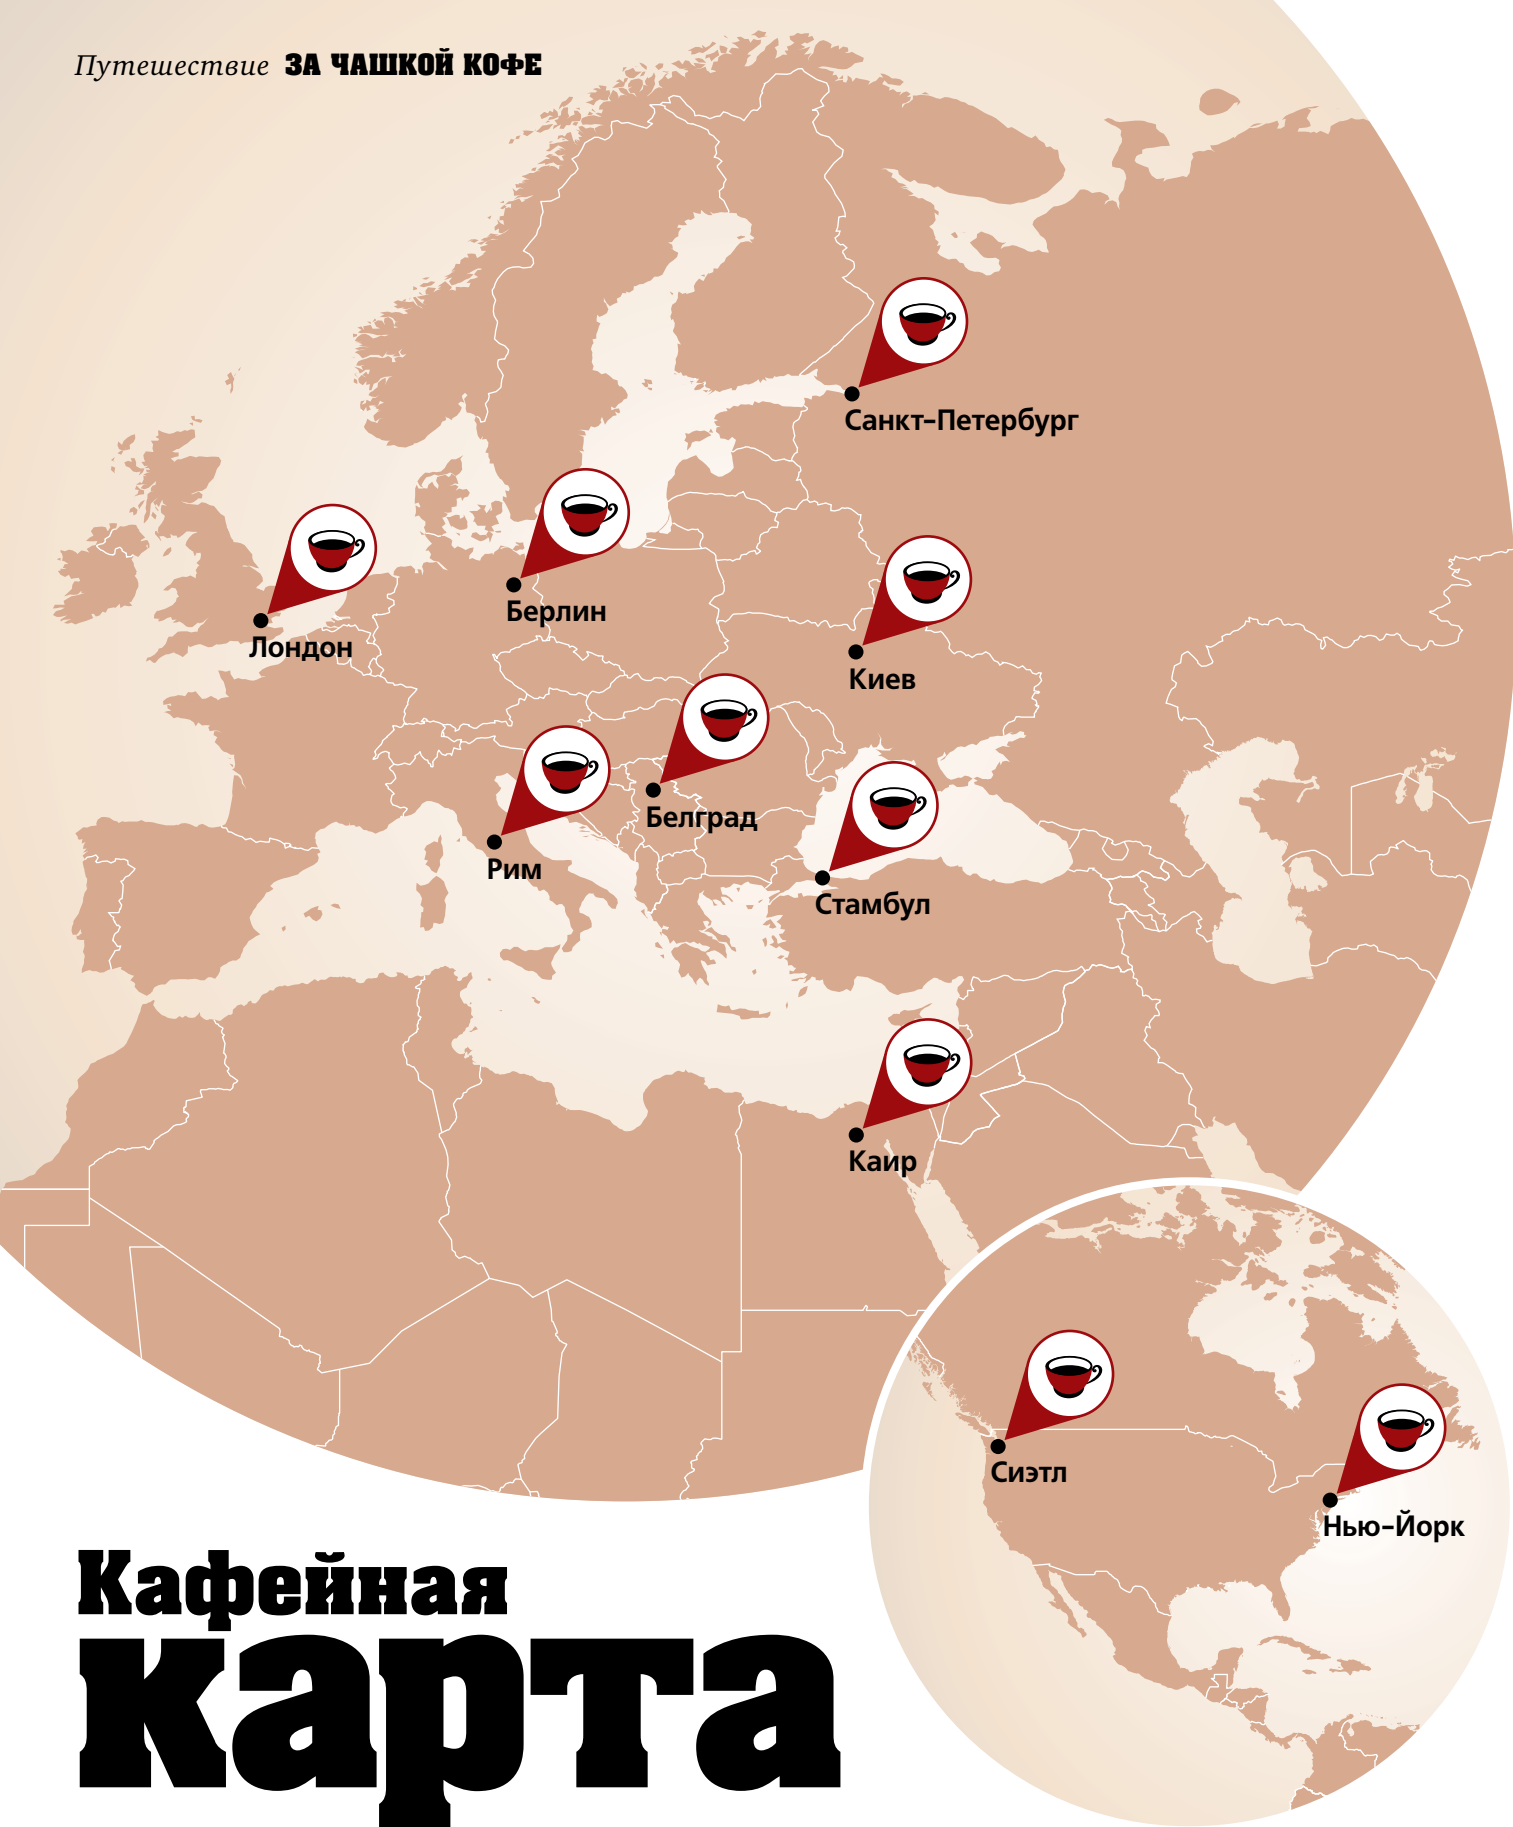 Путешествие ЗА ЧАШКОЙ КОФЕ
Санкт-Петербург
Берлин
Лондон
Киев
Белград
Рим
Стамбул
Каир
Сиэтл
Нью-Йорк
Кафейная
карта